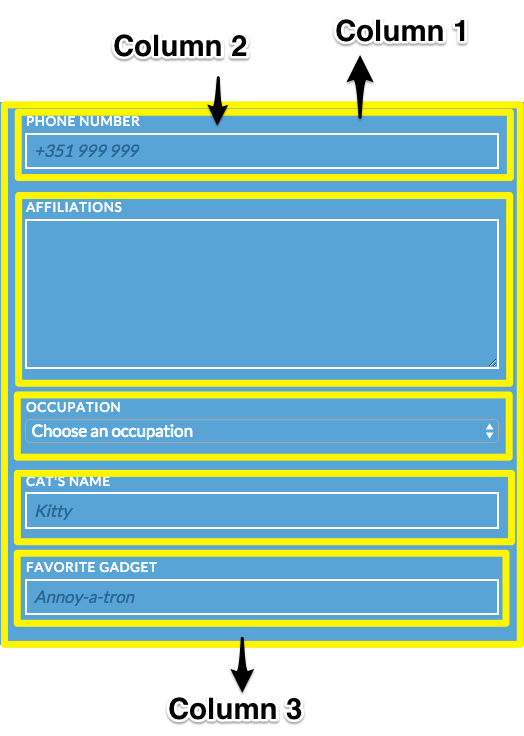 Column 1
Column 2
PHONE NUMBER
+351 999 999
AFFILIATIONS
OCCUPATION
Choose an occupation
CAT'S NAME
Kitty
FAVORITE GADGET
Annoy-a-tron
Column 3